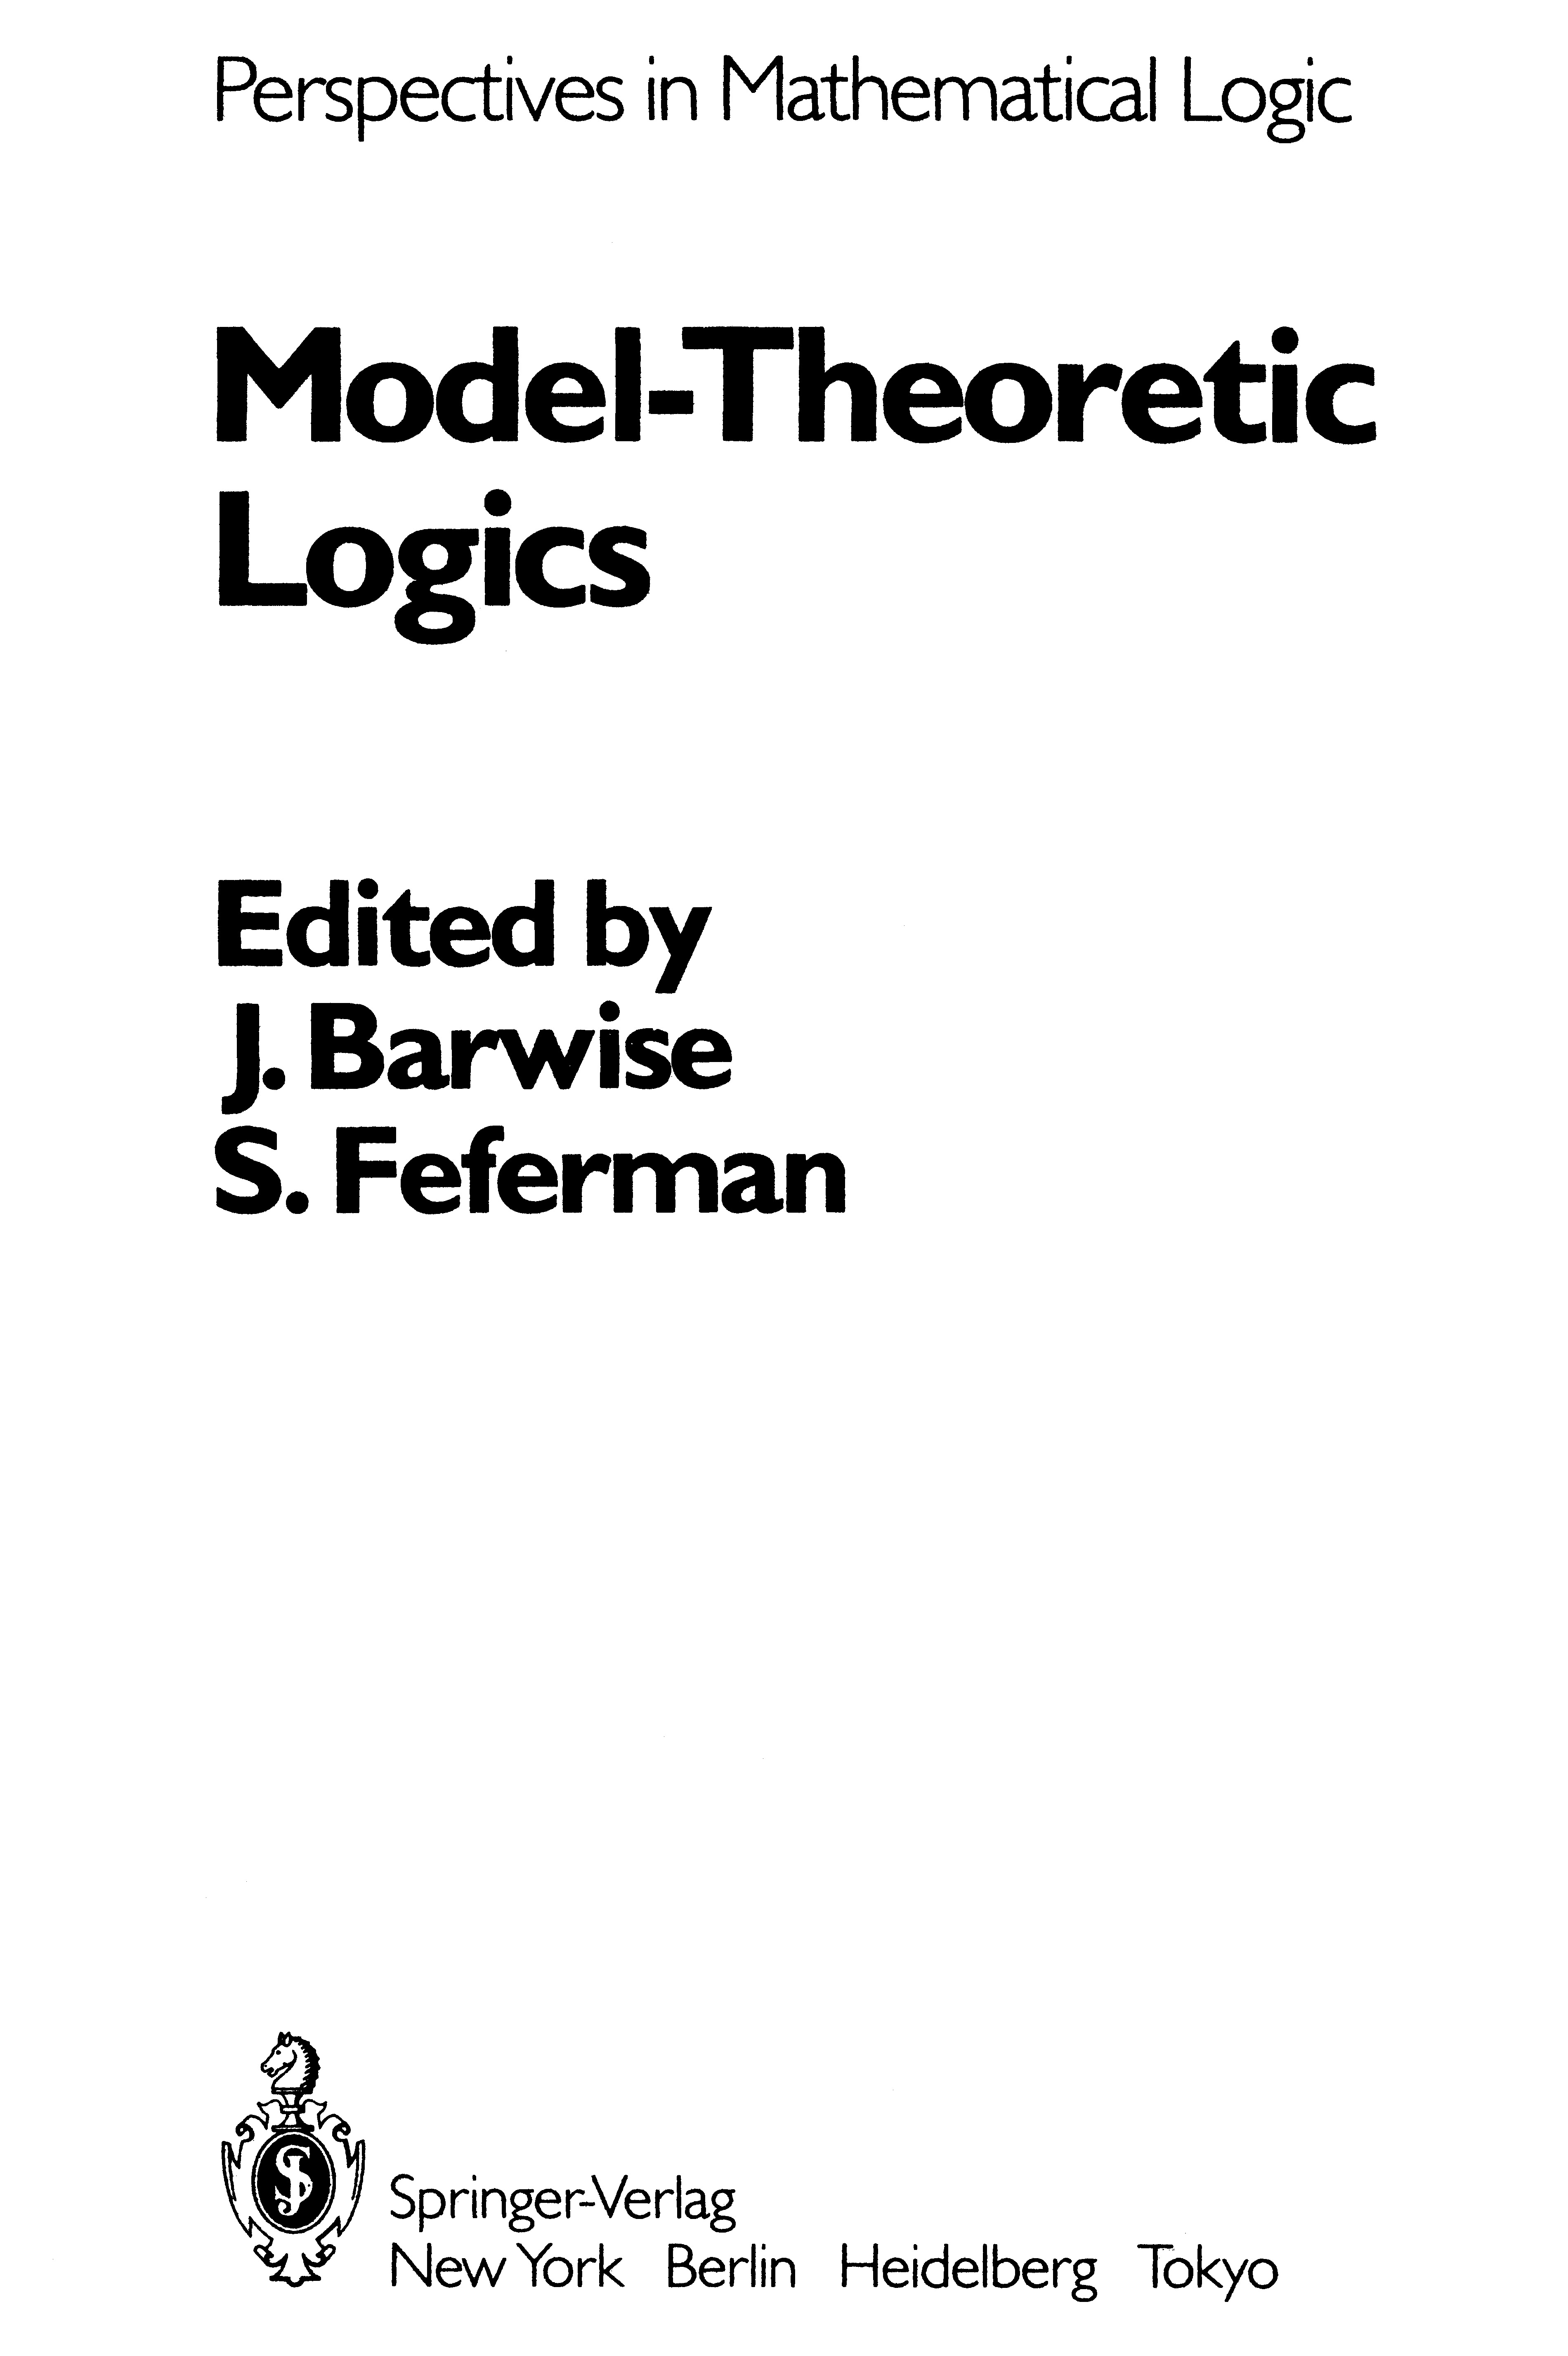 Perspectives in Mathematical Logic
Model-Theoretic
Logics
Edited by
J. Barwise
S. Feferman
Springer-Verlag
New York Berlin Heidelberg Tokyo